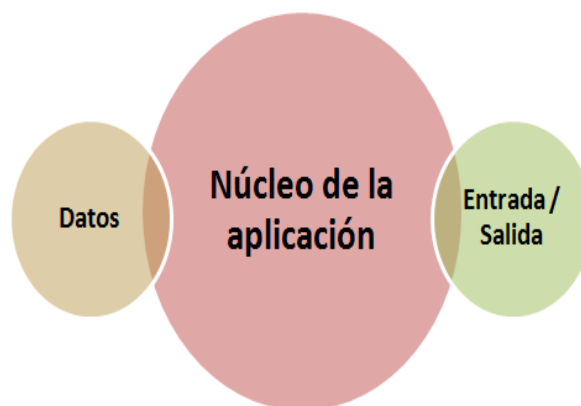 Datos
Núcleo de la
aplicación
Entrada /
Salida